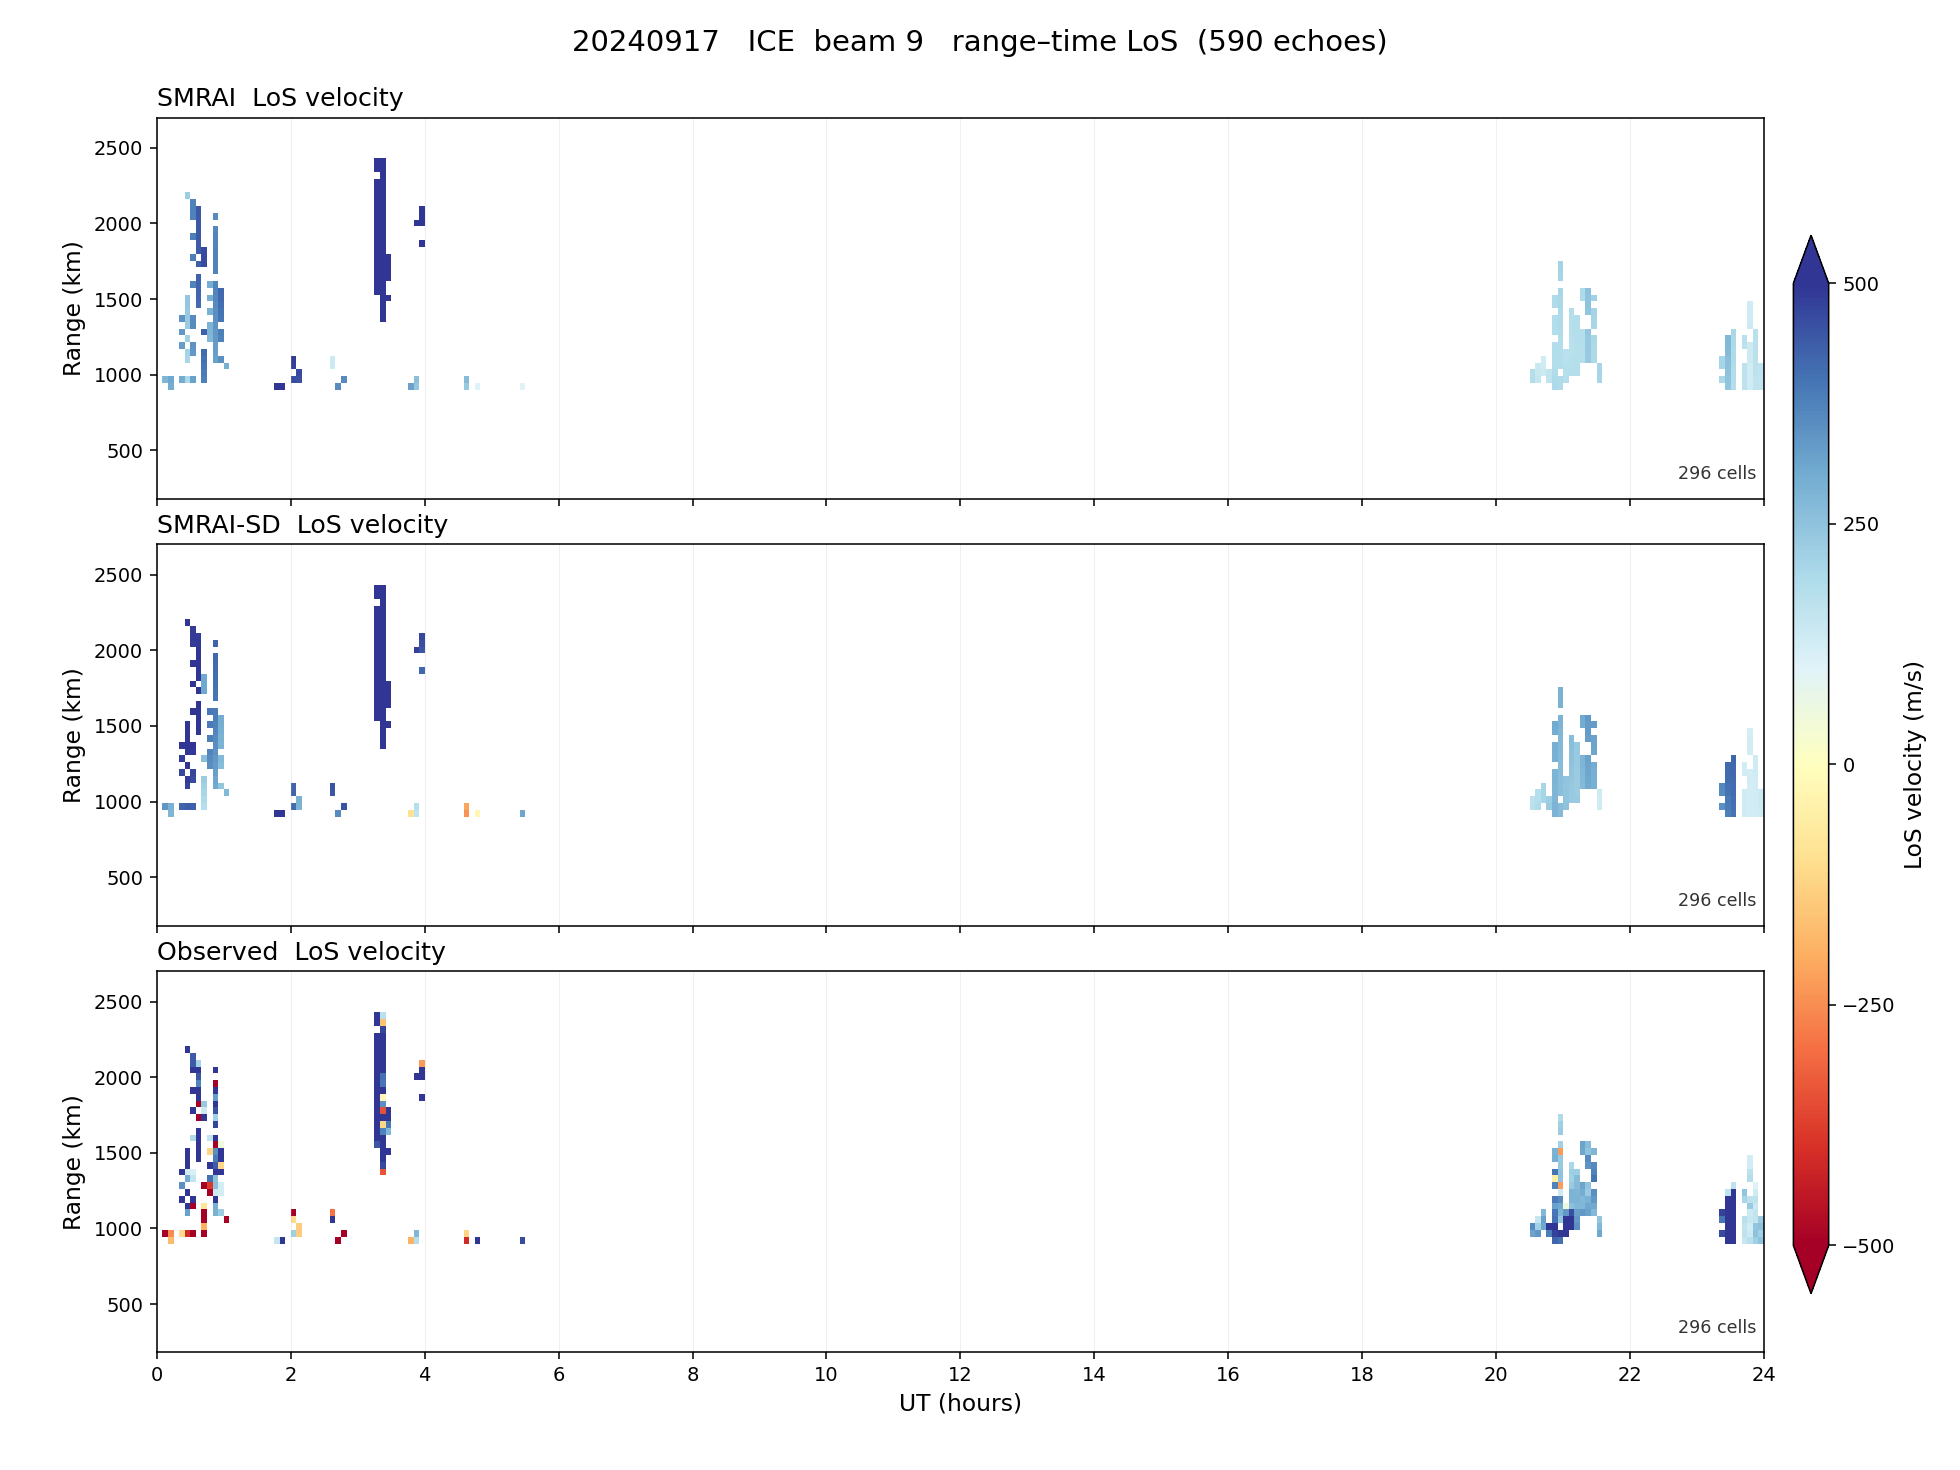 20240917   ICE  beam 9   range–time LoS  (590 echoes)
SMRAI  LoS velocity
2500
2000
1500
1000
500
Range (km)
296 cells
SMRAI-SD  LoS velocity
2500
2000
1500
1000
500
Range (km)
296 cells
Observed  LoS velocity
2500
2000
1500
1000
500
Range (km)
296 cells
0 2 4 6 8 10 12 14 16 18 20 22 24
UT (hours)
500
250
0
−250
−500
LoS velocity (m/s)